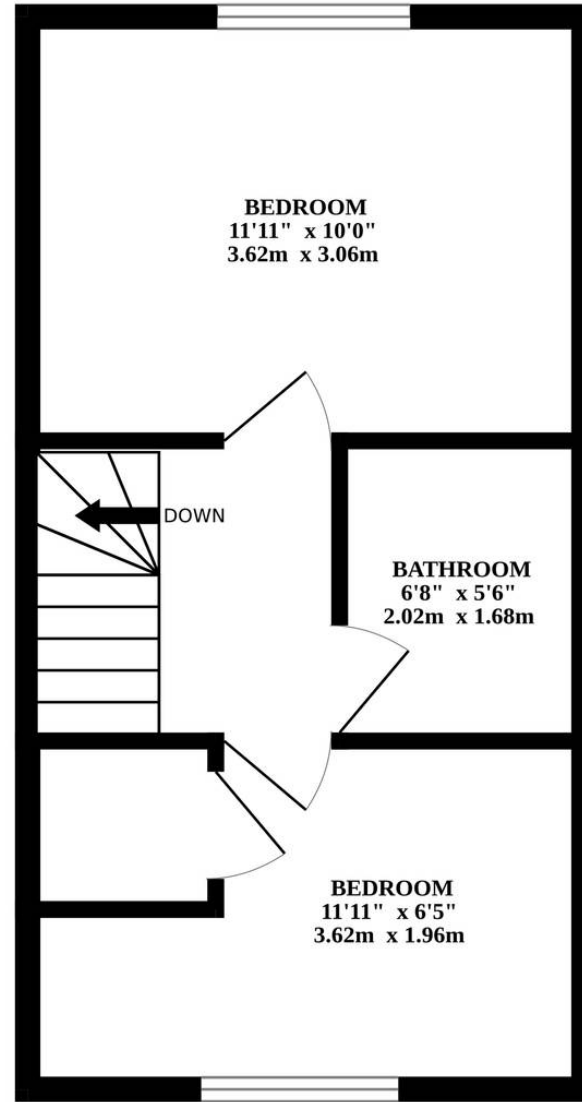 BEDROOM
11'11" x 10'0"
3.62m x 3.06m
DOWN
BATHROOM
6'8" x 5'6"
2.02m x 1.68m
BEDROOM
11'11" x 6'5"
3.62m x 1.96m